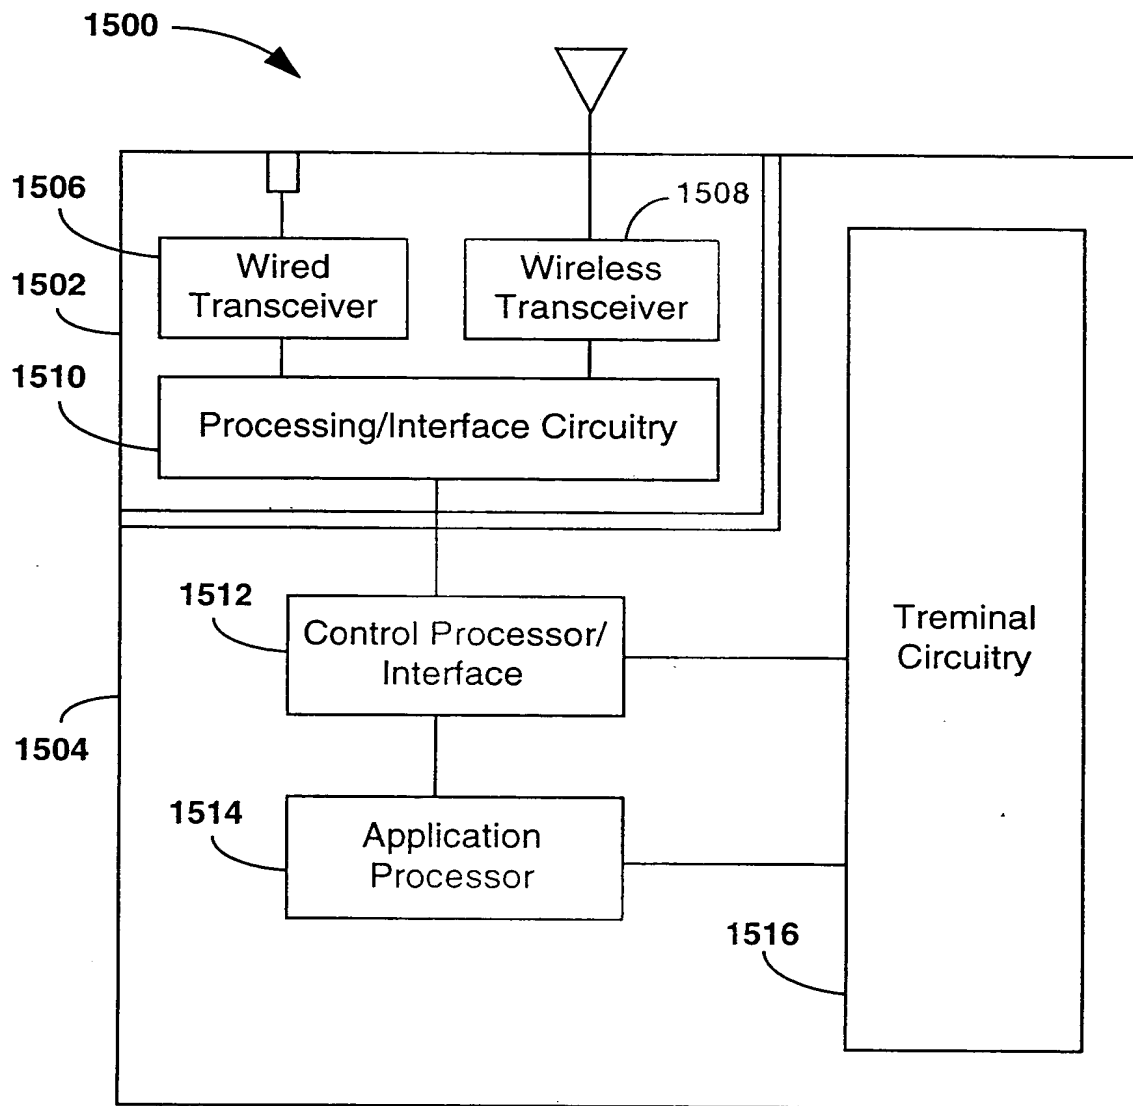 1500
1506
1508
Wired
Transceiver
Wireless
Transceiver
1502
1510
Processing/Interface Circuitry
1512
Control Processor/
Interface
Treminal
Circuitry
1504
1514
Application
Processor
1516